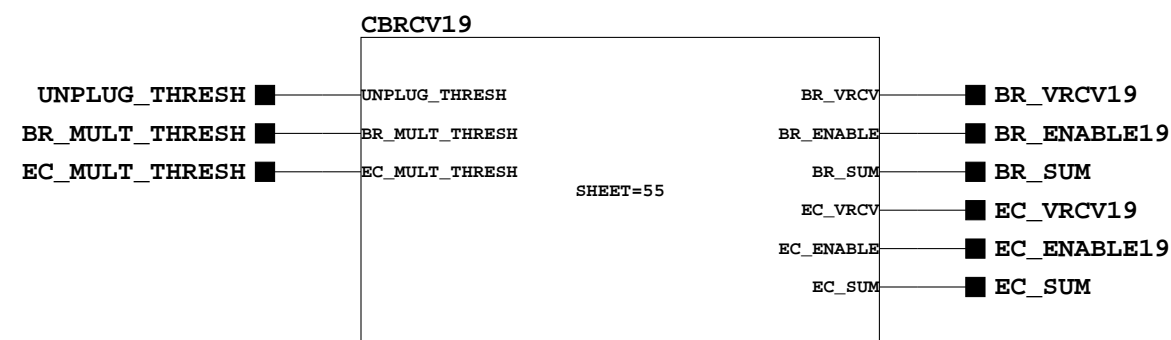 CBRCV19
UNPLUG_THRESH UNPLUG_THRESH BR_VRCV BR_VRCV19
BR_MULT_THRESH BR_MULT_THRESH BR_ENABLE BR_ENABLE19
EC_MULT_THRESH EC_MULT_THRESH BR_SUM BR_SUM
SHEET=55
EC_VRCV EC_VRCV19
EC_ENABLE EC_ENABLE19
EC_SUM EC_SUM